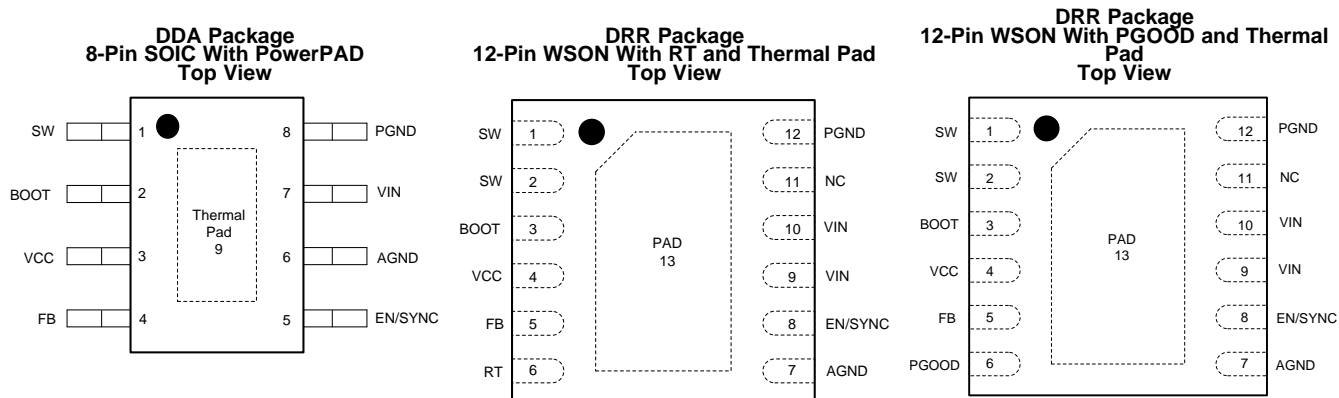 DDA Package
8-Pin SOIC With PowerPAD
Top View
SW
1
8
PGND
BOOT
2
7
VIN
Thermal
Pad
9
VCC
3
6
AGND
FB
4
5
EN/SYNC
DRR Package
12-Pin WSON With RT and Thermal Pad
Top View
SW
1
12
PGND
SW
2
11
NC
BOOT
3
10
VIN
PAD
13
VCC
4
9
VIN
FB
5
8
EN/SYNC
RT
6
7
AGND
DRR Package
12-Pin WSON With PGOOD and Thermal
Pad
Top View
SW
1
12
PGND
SW
2
11
NC
BOOT
3
10
VIN
PAD
13
VCC
4
9
VIN
FB
5
8
EN/SYNC
PGOOD
6
7
AGND